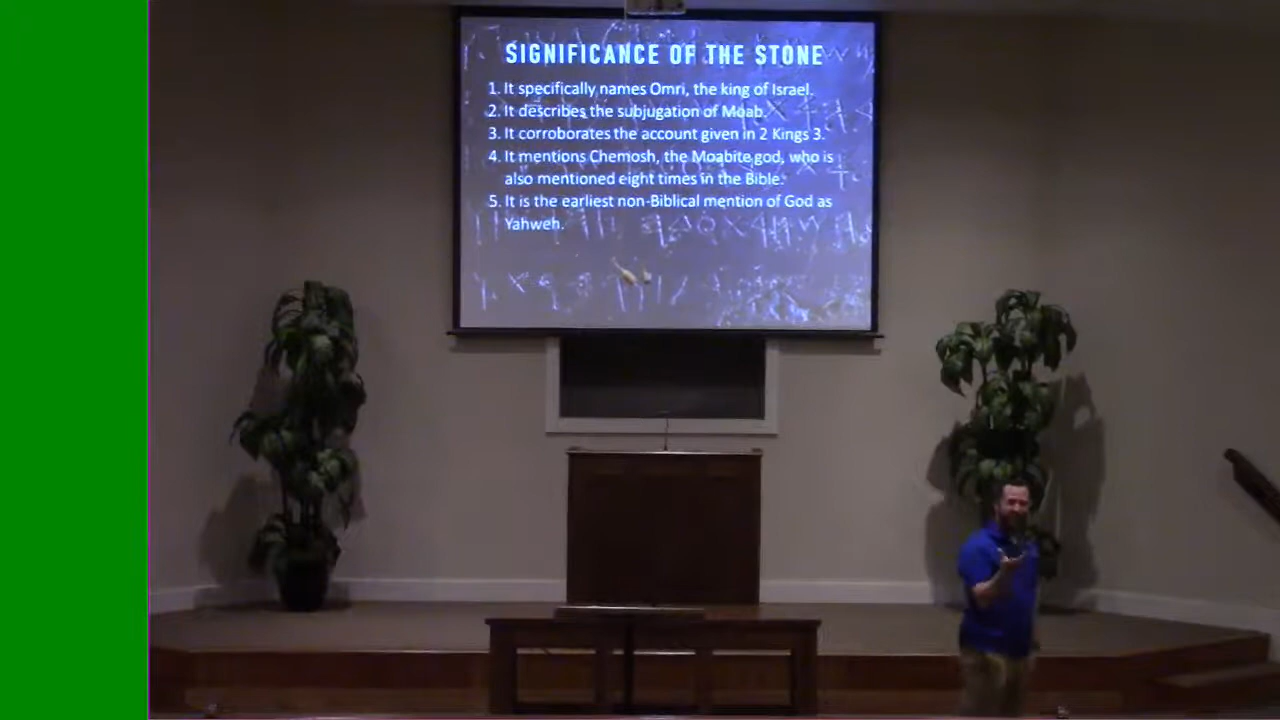 SIGNIFICANCE OF THE STONE
1. It specifically names Omri, the king of Israel.
2. It describes the subjugation of Moab.
3. It corroborates the account given in 2 Kings 3.
4. It mentions Chemosh, the Moabite god, who is
also mentioned eight times in the Bible.
5. It is the earliest non-Biblical mention of God as
Yahweh.